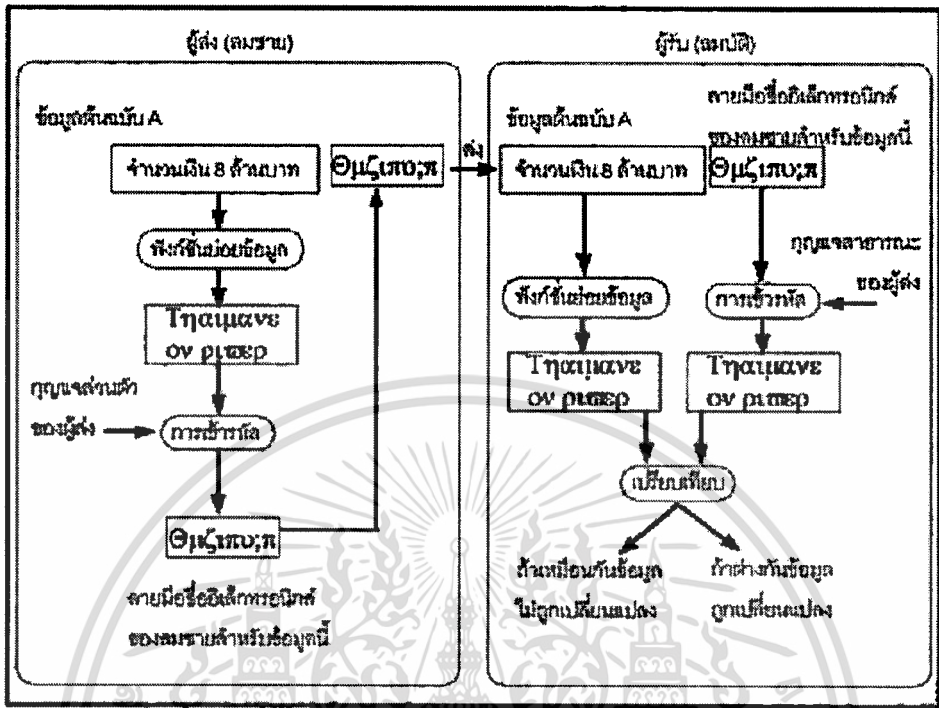 ผู้ส่ง (สมชาย)
ข้อมูลต้นฉบับ A
จำนวนเงิน 8 ล้านบาท
ฟังก์ชั่นย่อยข้อมูล
Τηαιμανε
ον ριπερ
กุญแจส่วนตัว
ของผู้ส่ง
การเข้ารหัส
Θμζιπυ;π
ลายมือชื่ออิเล็กทรอนิกส์
ของสมชายสำหรับข้อมูลนี้
Θμζιπυ;π
ส่ง
ผู้รับ (สมบัติ)
ข้อมูลต้นฉบับ A
จำนวนเงิน 8 ล้านบาท
ลายมือชื่ออิเล็กทรอนิกส์
ของสมชายสำหรับข้อมูลนี้
Θμζιπυ;π
กุญแจสาธารณะ
ของผู้ส่ง
ฟังก์ชั่นย่อยข้อมูล
การเข้ารหัส
Τηαιμανε
ον ριπερ
Τηαιμανε
ον ριπερ
เปรียบเทียบ
ถ้าเหมือนกันข้อมูล
ไม่ถูกเปลี่ยนแปลง
ถ้าต่างกันข้อมูล
ถูกเปลี่ยนแปลง